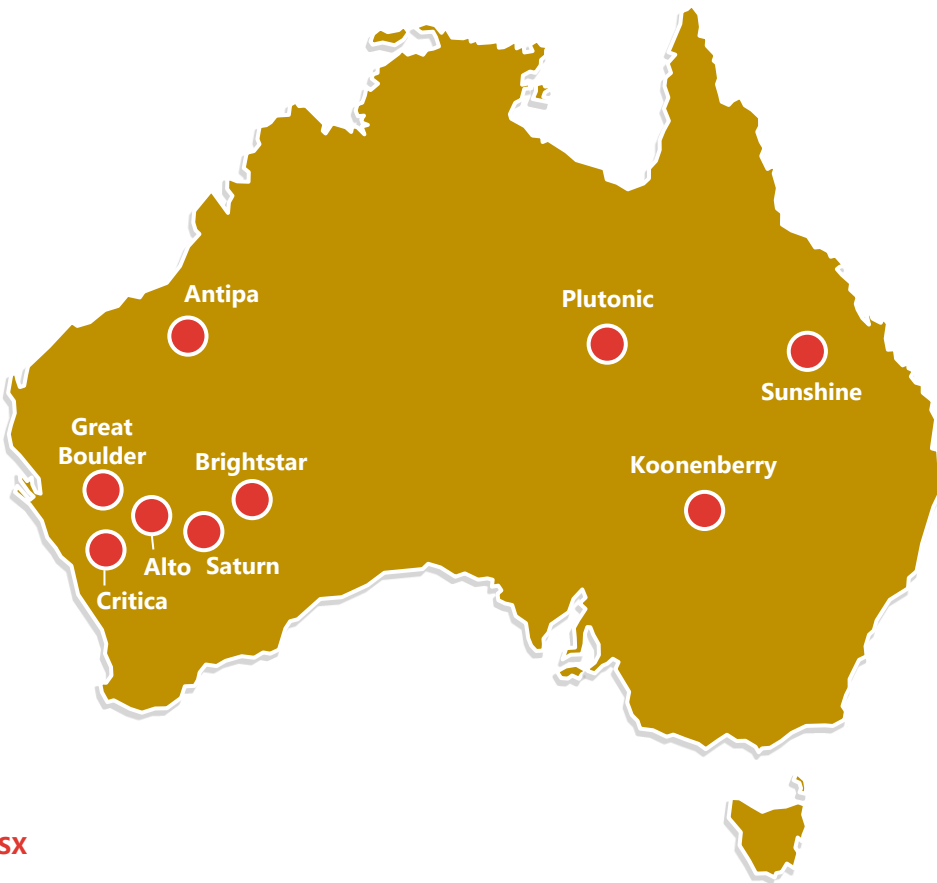 Antipa
Plutonic
Sunshine
Great
Boulder
Brightstar
Koonenberry
Alto
Saturn
Critica
SX